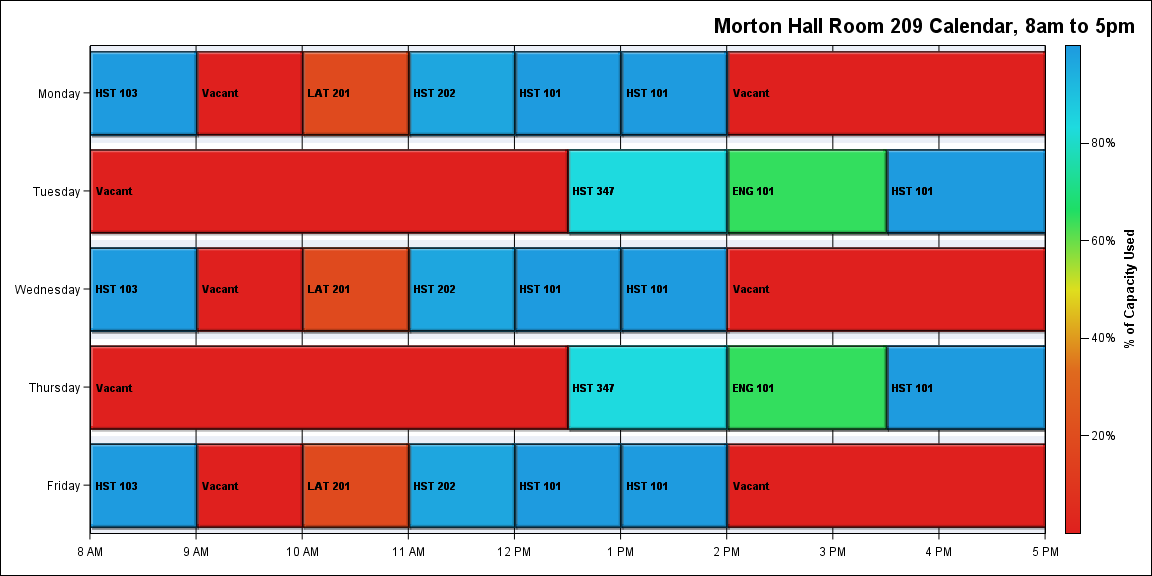 Morton Hall Room 209 Calendar, 8am to 5pm
Monday
HST 103
Vacant
LAT 201
HST 202
HST 101
HST 101
Vacant
Tuesday
Vacant
HST 347
ENG 101
HST 101
Wednesday
HST 103
Vacant
LAT 201
HST 202
HST 101
HST 101
Vacant
Thursday
Vacant
HST 347
ENG 101
HST 101
Friday
HST 103
Vacant
LAT 201
HST 202
HST 101
HST 101
Vacant
8 AM
9 AM
10 AM
11 AM
12 PM
1 PM
2 PM
3 PM
4 PM
5 PM
80%
60%
40%
20%
% of Capacity Used